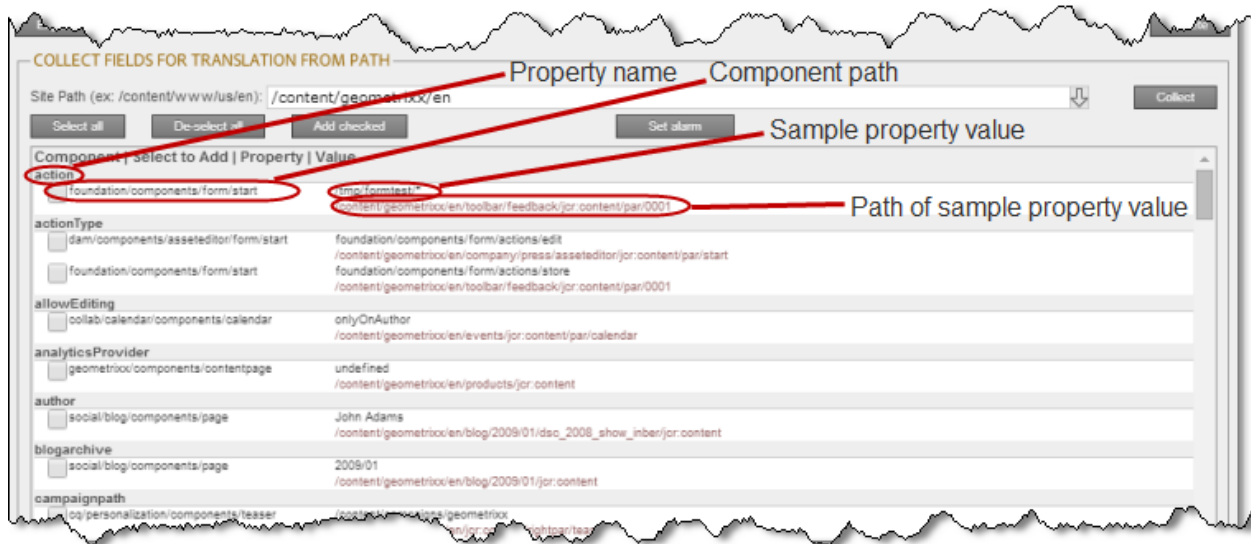 COLLECT FIELDS FOR TRANSLATION FROM PATH
Property name
Component path
Site Path (ex: /content/www/us/en): /content/geometrixx/en
Collect
Select all
De-select all
Add checked
Set alarm
Sample property value
Component | Select to Add | Property | Value
action
foundation/components/form/start
/tmp/formtest/*
/content/geometrixx/en/toolbar/feedback/jcr:content/par/0001
Path of sample property value
actionType
dam/components/asseteditor/form/start
foundation/components/form/actions/edit
/content/geometrixx/en/company/press/asseteditor/jcr:content/par/start
foundation/components/form/start
foundation/components/form/actions/store
/content/geometrixx/en/toolbar/feedback/jcr:content/par/0001
allowEditing
collab/calendar/components/calendar
onlyOnAuthor
/content/geometrixx/en/events/jcr:content/par/calendar
analyticsProvider
geometrixx/components/contentpage
undefined
/content/geometrixx/en/products/jcr:content
author
social/blog/components/page
John Adams
/content/geometrixx/en/blog/2009/01/dsc_2008_show_inber/jcr:content
blogarchive
social/blog/components/page
2009/01
/content/geometrixx/en/blog/2009/01/jcr:content
campaignpath
cq/personalization/components/teaser